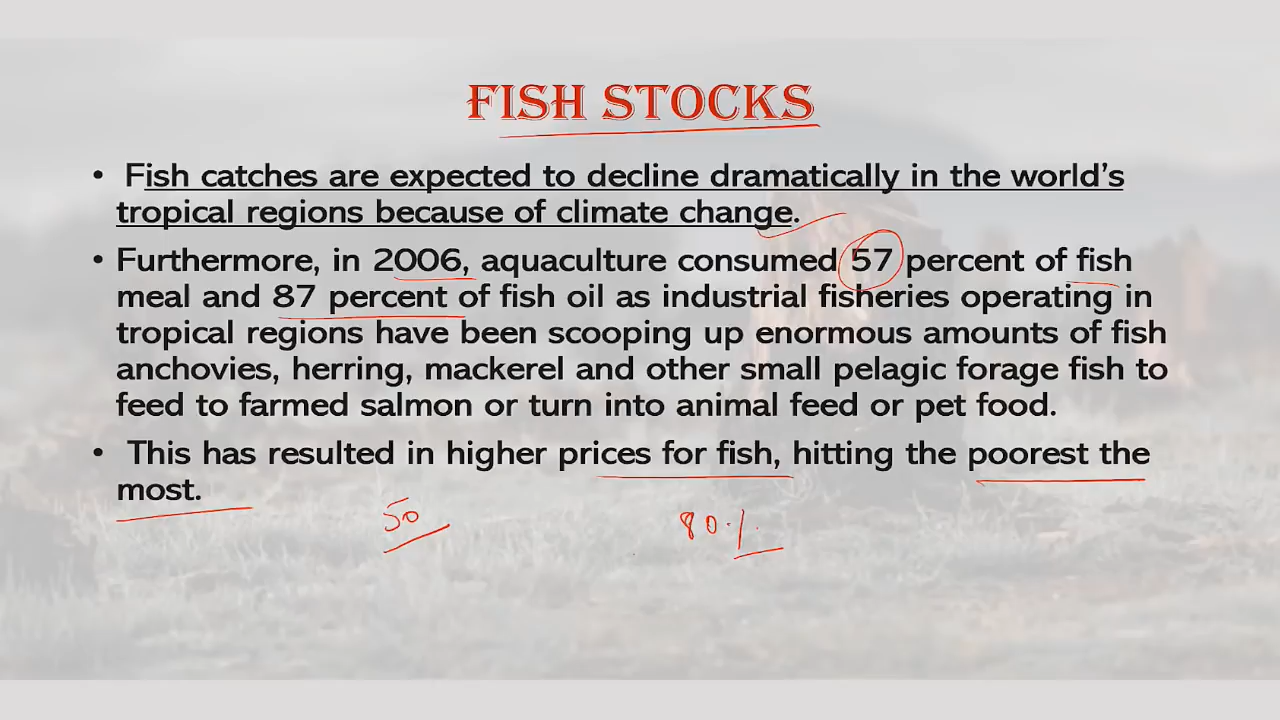 FISH STOCKS
• Fish catches are expected to decline dramatically in the world's
tropical regions because of climate change.
• Furthermore, in 2006, aquaculture consumed 57 percent of fish
meal and 87 percent of fish oil as industrial fisheries operating in
tropical regions have been scooping up enormous amounts of fish
anchovies, herring, mackerel and other small pelagic forage fish to
feed to farmed salmon or turn into animal feed or pet food.
• This has resulted in higher prices for fish, hitting the poorest the
most.
50 80%